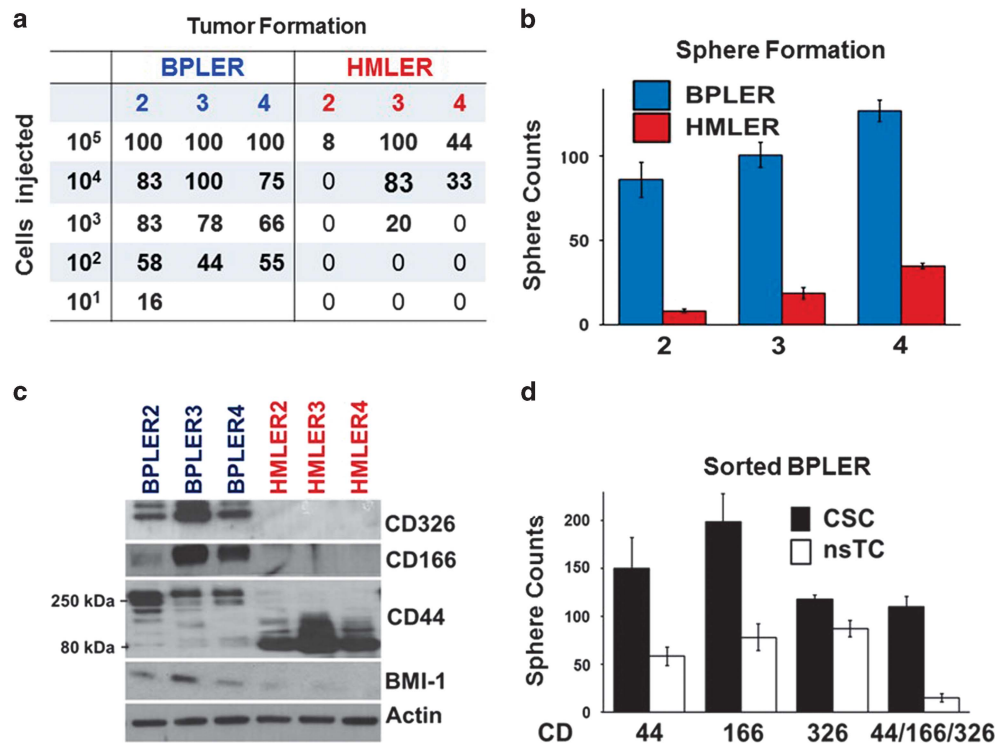 a
Tumor Formation
BPLER HMLER
2 3 4 2 3 4
Cells injected
10⁵ 100 100 100 8 100 44
10⁴ 83 100 75 0 83 33
10³ 83 78 66 0 20 0
10² 58 44 55 0 0 0
10¹ 16 0 0 0
b
Sphere Formation
BPLER
HMLER
Sphere Counts
100
50
0
2 3 4
c
BPLER2 BPLER3 BPLER4 HMLER2 HMLER3 HMLER4
CD326
CD166
250 kDa
CD44
80 kDa
BMI-1
Actin
d
Sorted BPLER
CSC
nsTC
Sphere Counts
200
150
100
50
0
CD 44 166 326 44/166/326